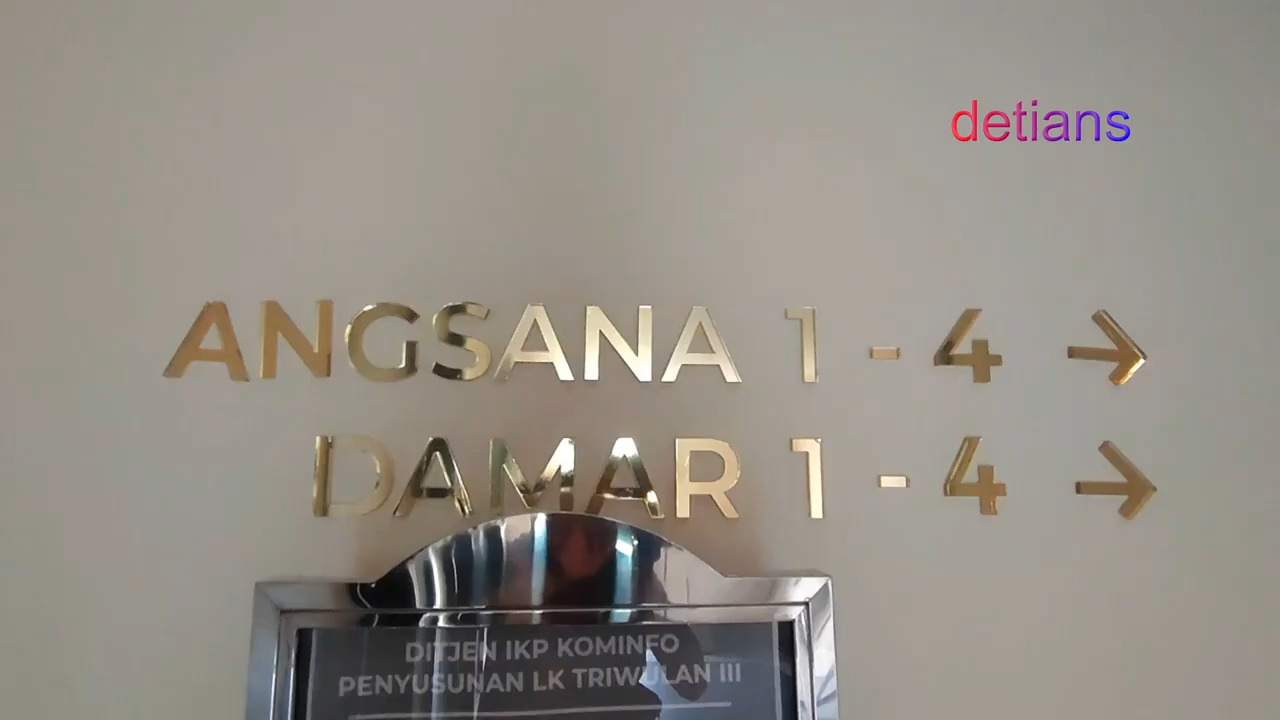 detians
ANGSANA 1 - 4 →
DAMAR 1 - 4 →
DITJEN IKP KOMINFO
PENYUSUNAN LK TRIWULAN III